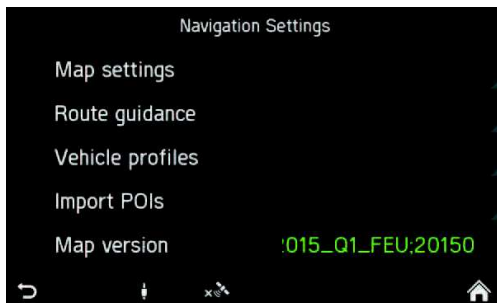 Navigation Settings
Map settings
Route guidance
Vehicle profiles
Import POIs
Map version :015_Q1_FEU;20150